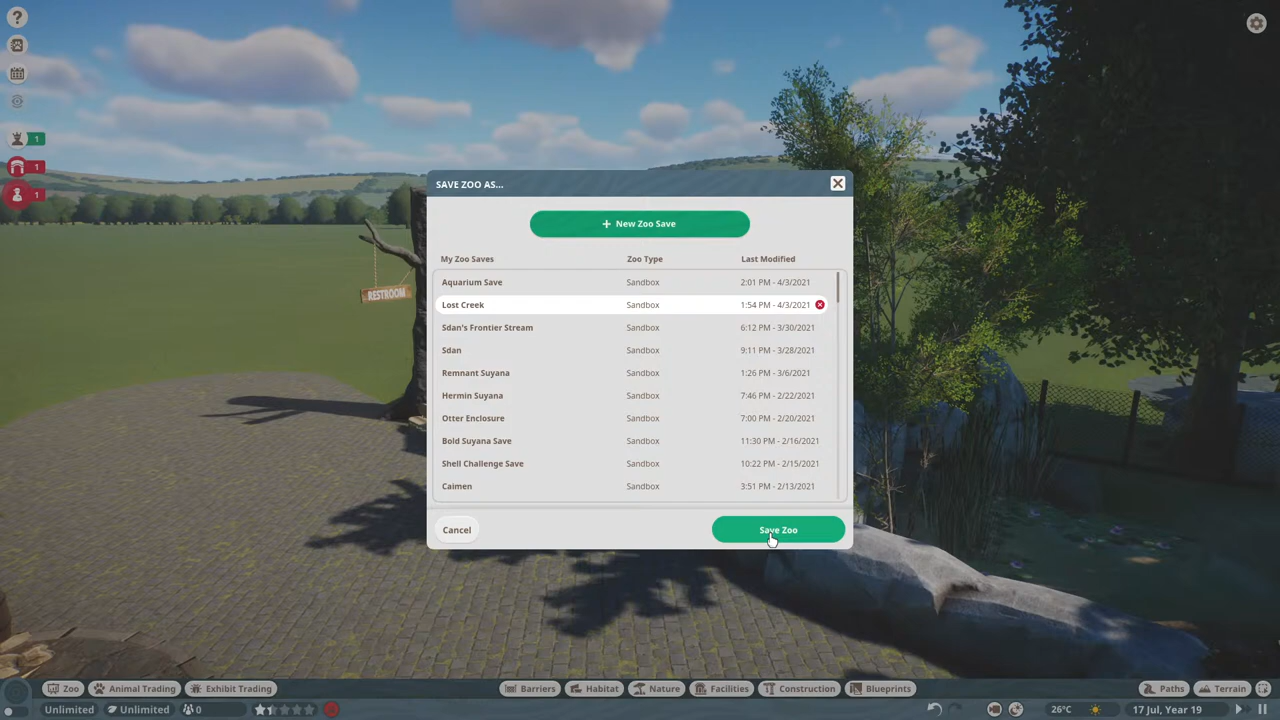 ?
1
1
1
SAVE ZOO AS...
+ New Zoo Save
My Zoo Saves Zoo Type Last Modified
Aquarium Save Sandbox 2:01 PM - 4/3/2021
Lost Creek Sandbox 1:54 PM - 4/3/2021
Sdan's Frontier Stream Sandbox 6:12 PM - 3/30/2021
Sdan Sandbox 9:11 PM - 3/28/2021
Remnant Suyana Sandbox 1:26 PM - 3/6/2021
Hermin Suyana Sandbox 7:46 PM - 2/22/2021
Otter Enclosure Sandbox 7:00 PM - 2/20/2021
Bold Suyana Save Sandbox 11:30 PM - 2/16/2021
Shell Challenge Save Sandbox 10:22 PM - 2/15/2021
Caimen Sandbox 3:51 PM - 2/13/2021
Cancel Save Zoo
RESTROOM
Zoo Animal Trading Exhibit Trading Barriers Habitat Nature Facilities Construction Blueprints Paths Terrain
Unlimited Unlimited 0 26°C 17 Jul, Year 19